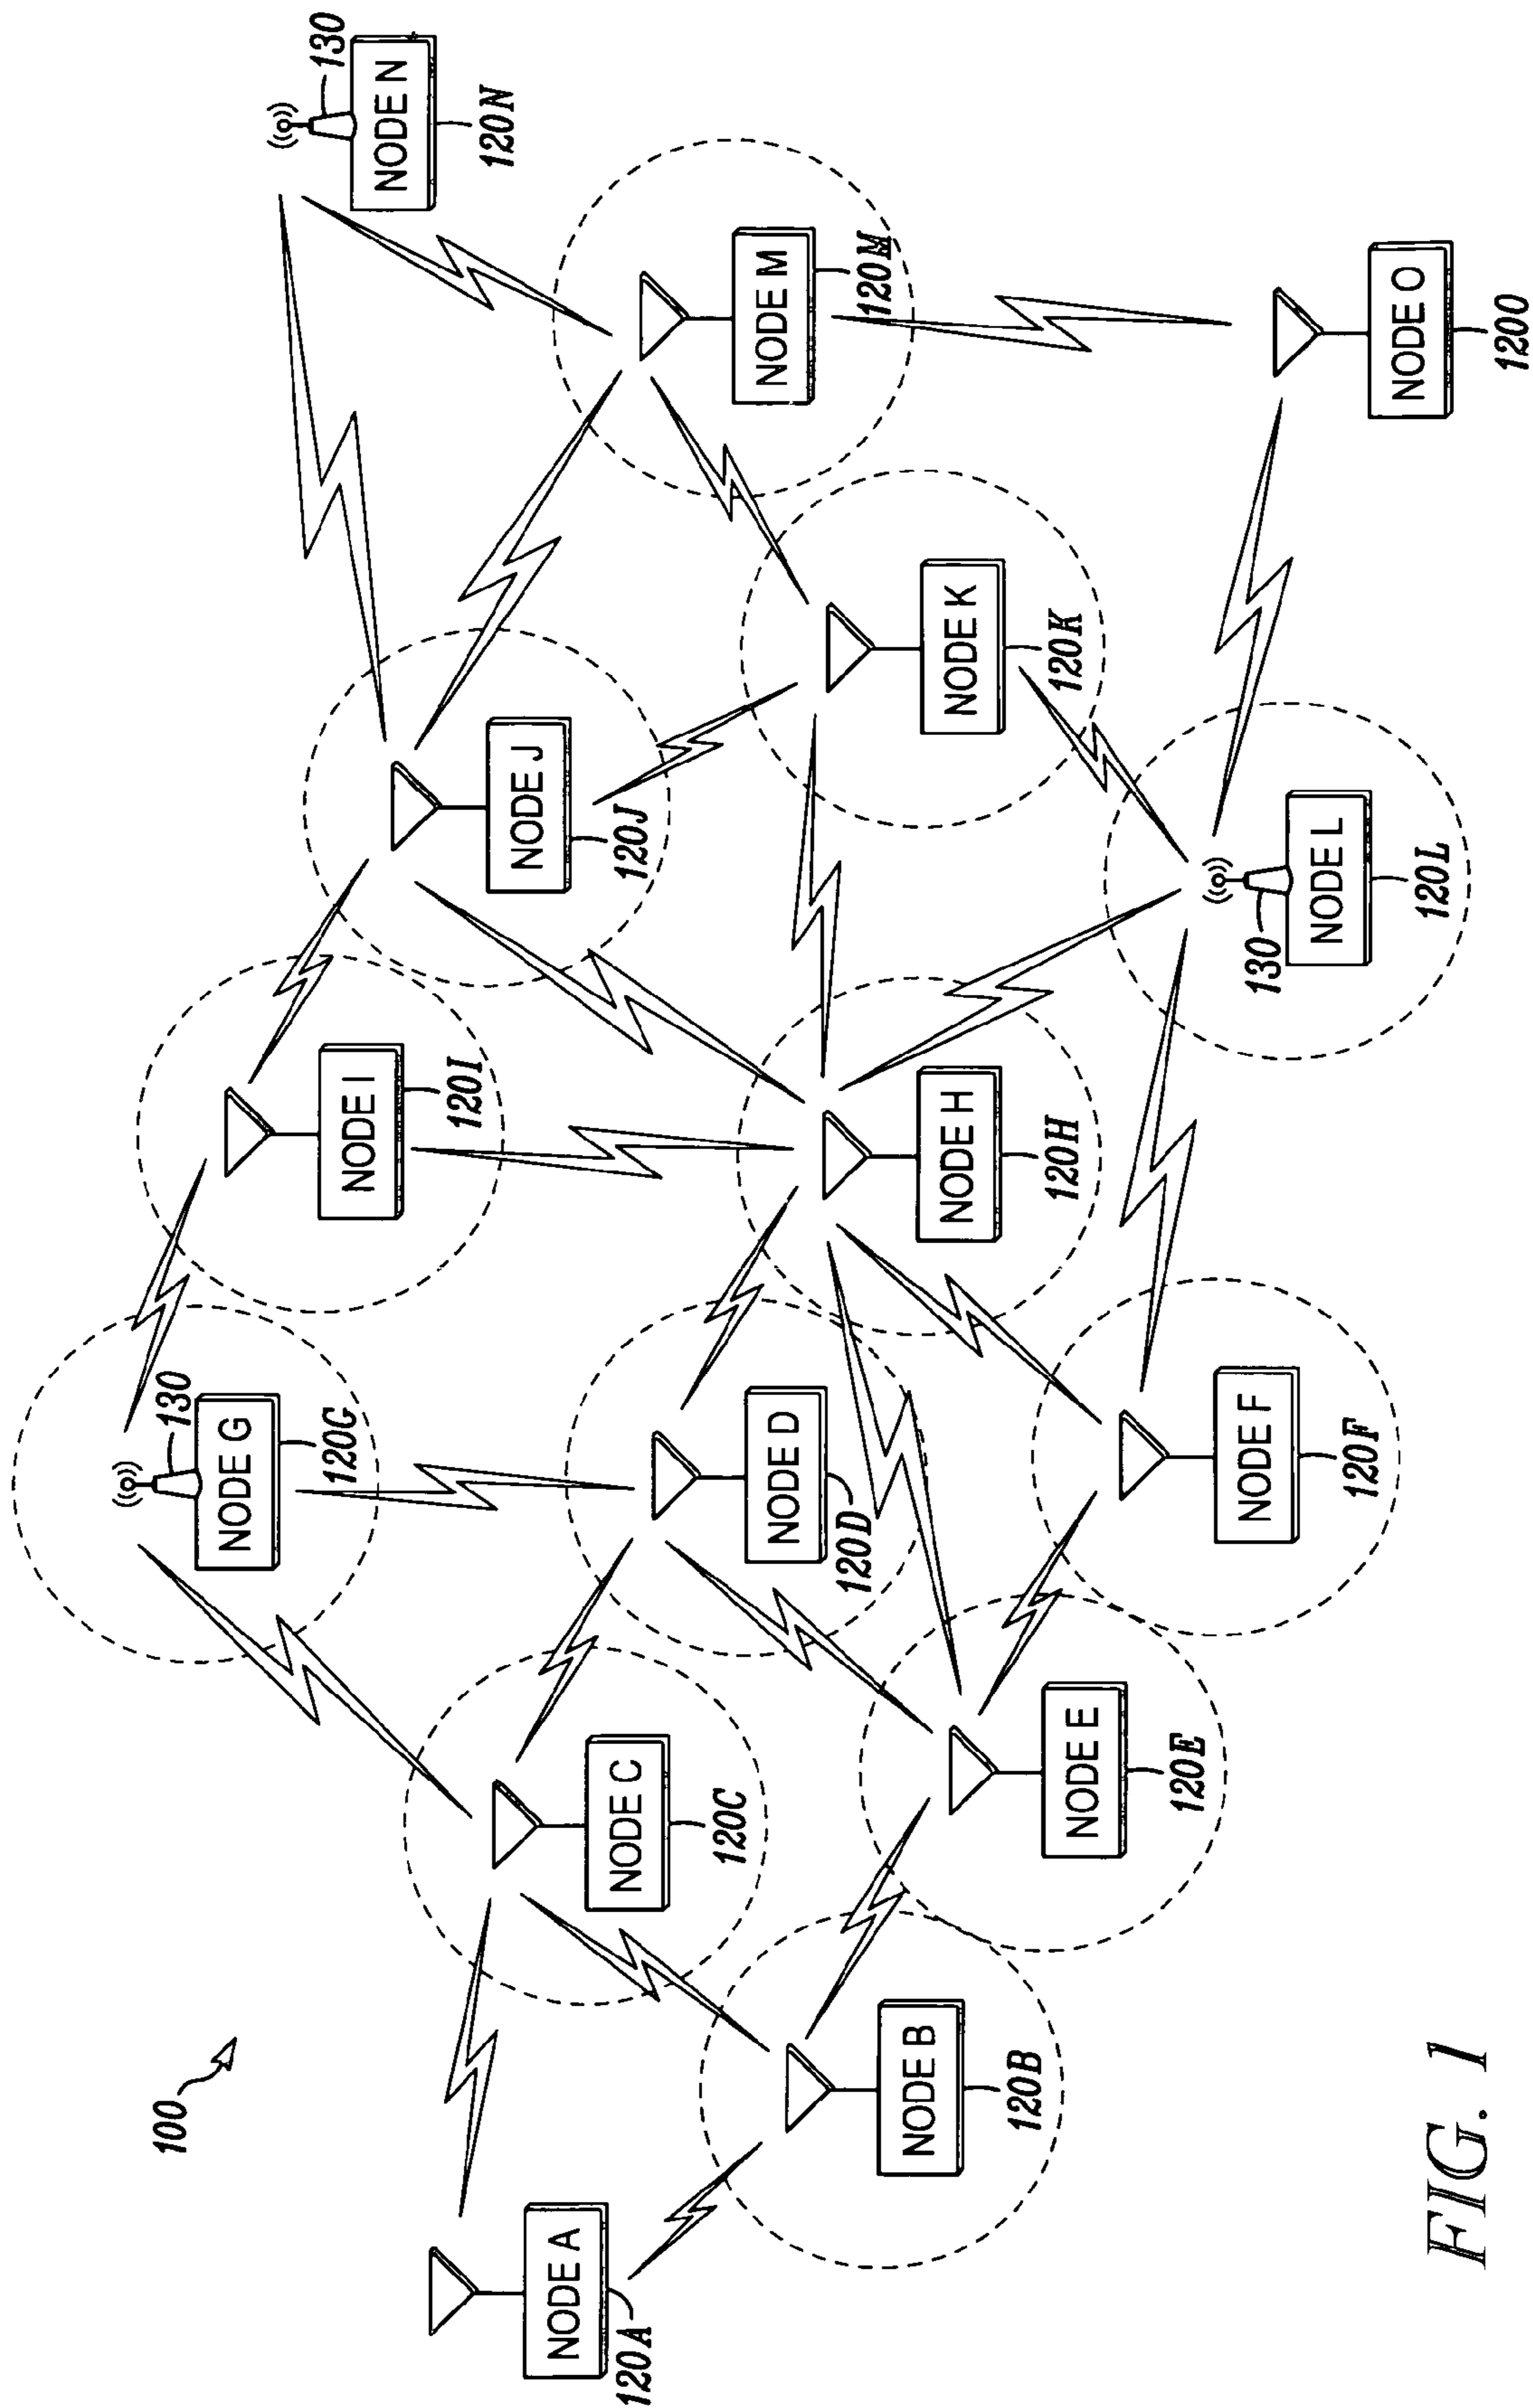 100
130
NODE G
120G
NODE I
120I
130
NODE N
120N
NODE J
120J
NODE A
120A
NODE C
120C
NODE D
120D
NODE M
120M
NODE B
120B
NODE E
120E
NODE H
120H
NODE K
120K
NODE F
120F
130
NODE L
120L
NODE O
120O
FIG. 1